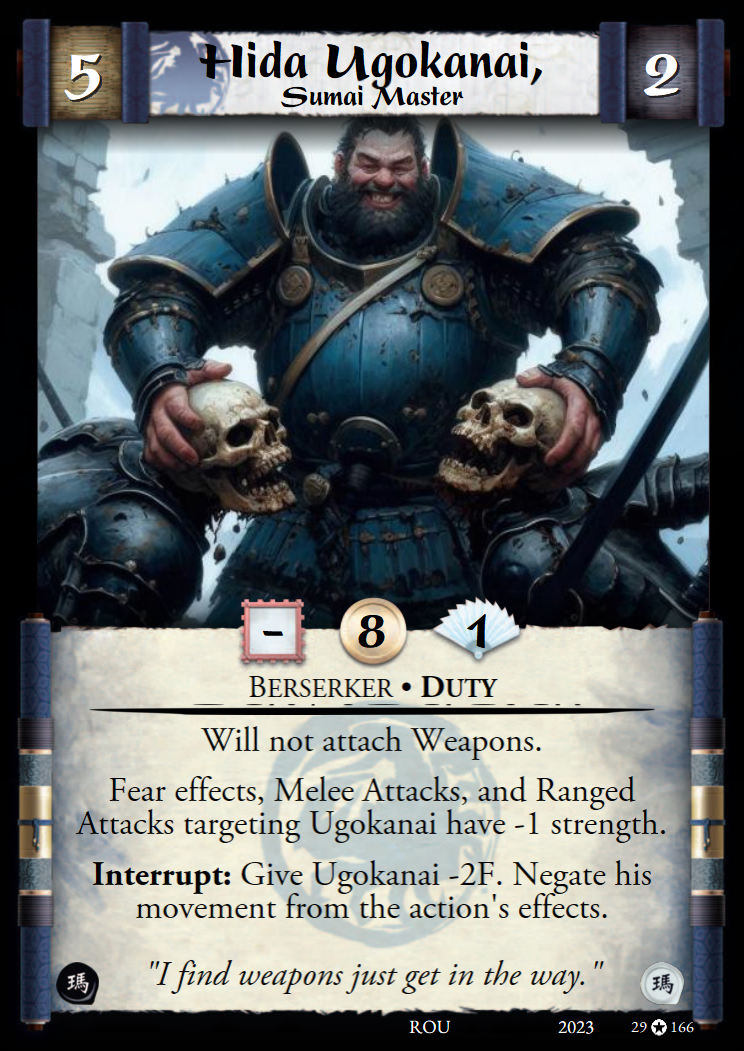 5
Hida Ugokanai,
2
Sumai Master
-
8
1
BERSERKER • DUTY
Will not attach Weapons.
Fear effects, Melee Attacks, and Ranged
Attacks targeting Ugokanai have -1 strength.
Interrupt: Give Ugokanai -2F. Negate his
movement from the action's effects.
"I find weapons just get in the way."
瑪
瑪
ROU
2023
29 ✪ 166